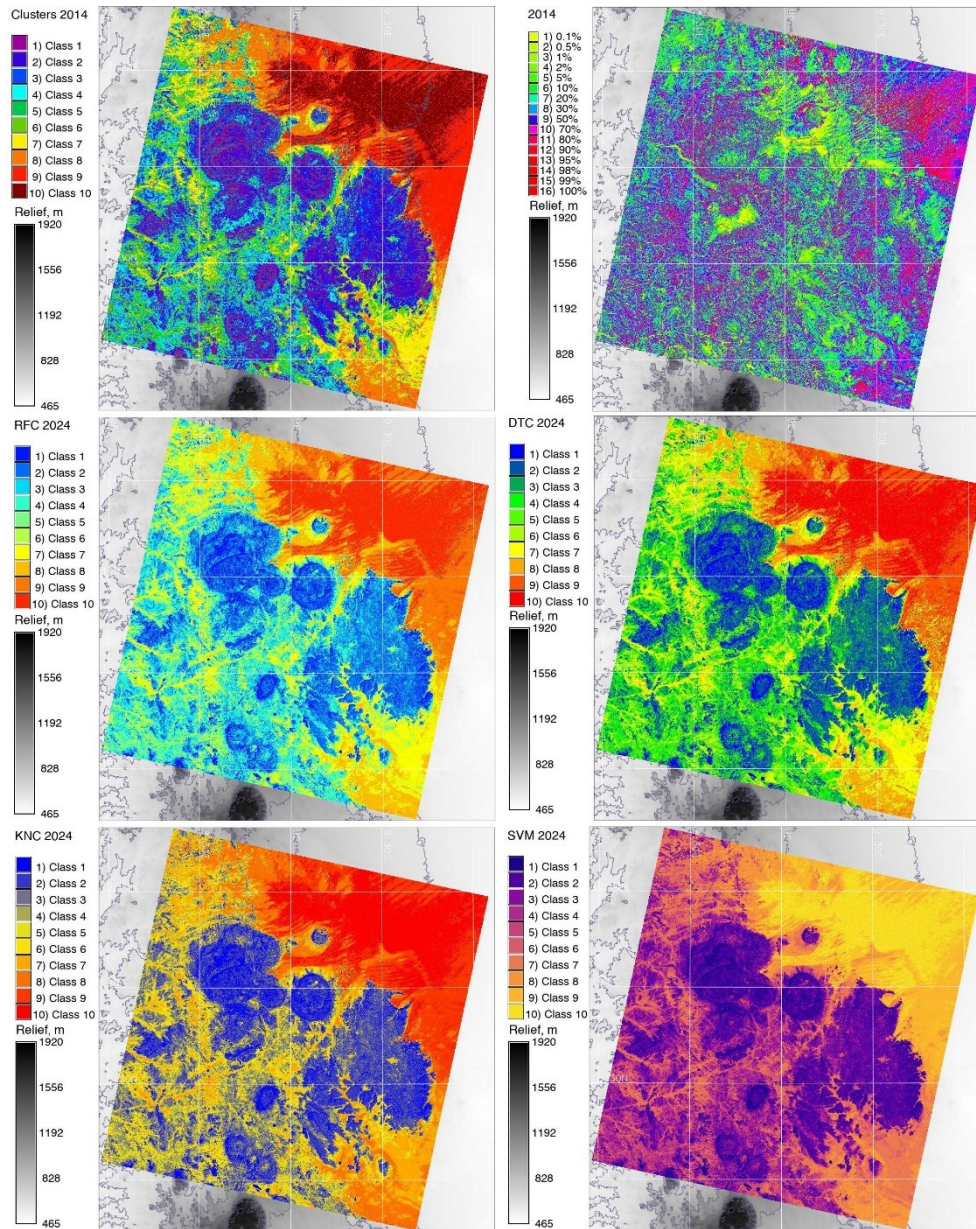 Clusters 2014
1) Class 1
2) Class 2
3) Class 3
4) Class 4
5) Class 5
6) Class 6
7) Class 7
8) Class 8
9) Class 9
10) Class 10
Relief, m
1920
1556
1192
828
465
2014
1) 0.1%
2) 0.5%
3) 1%
4) 2%
5) 5%
6) 10%
7) 20%
8) 30%
9) 50%
10) 70%
11) 80%
12) 90%
13) 95%
14) 98%
15) 99%
16) 100%
Relief, m
1920
1556
1192
828
465
RFC 2024
1) Class 1
2) Class 2
3) Class 3
4) Class 4
5) Class 5
6) Class 6
7) Class 7
8) Class 8
9) Class 9
10) Class 10
Relief, m
1920
1556
1192
828
465
DTC 2024
1) Class 1
2) Class 2
3) Class 3
4) Class 4
5) Class 5
6) Class 6
7) Class 7
8) Class 8
9) Class 9
10) Class 10
Relief, m
1920
1556
1192
828
465
KNC 2024
1) Class 1
2) Class 2
3) Class 3
4) Class 4
5) Class 5
6) Class 6
7) Class 7
8) Class 8
9) Class 9
10) Class 10
Relief, m
1920
1556
1192
828
465
SVM 2024
1) Class 1
2) Class 2
3) Class 3
4) Class 4
5) Class 5
6) Class 6
7) Class 7
8) Class 8
9) Class 9
10) Class 10
Relief, m
1920
1556
1192
828
465